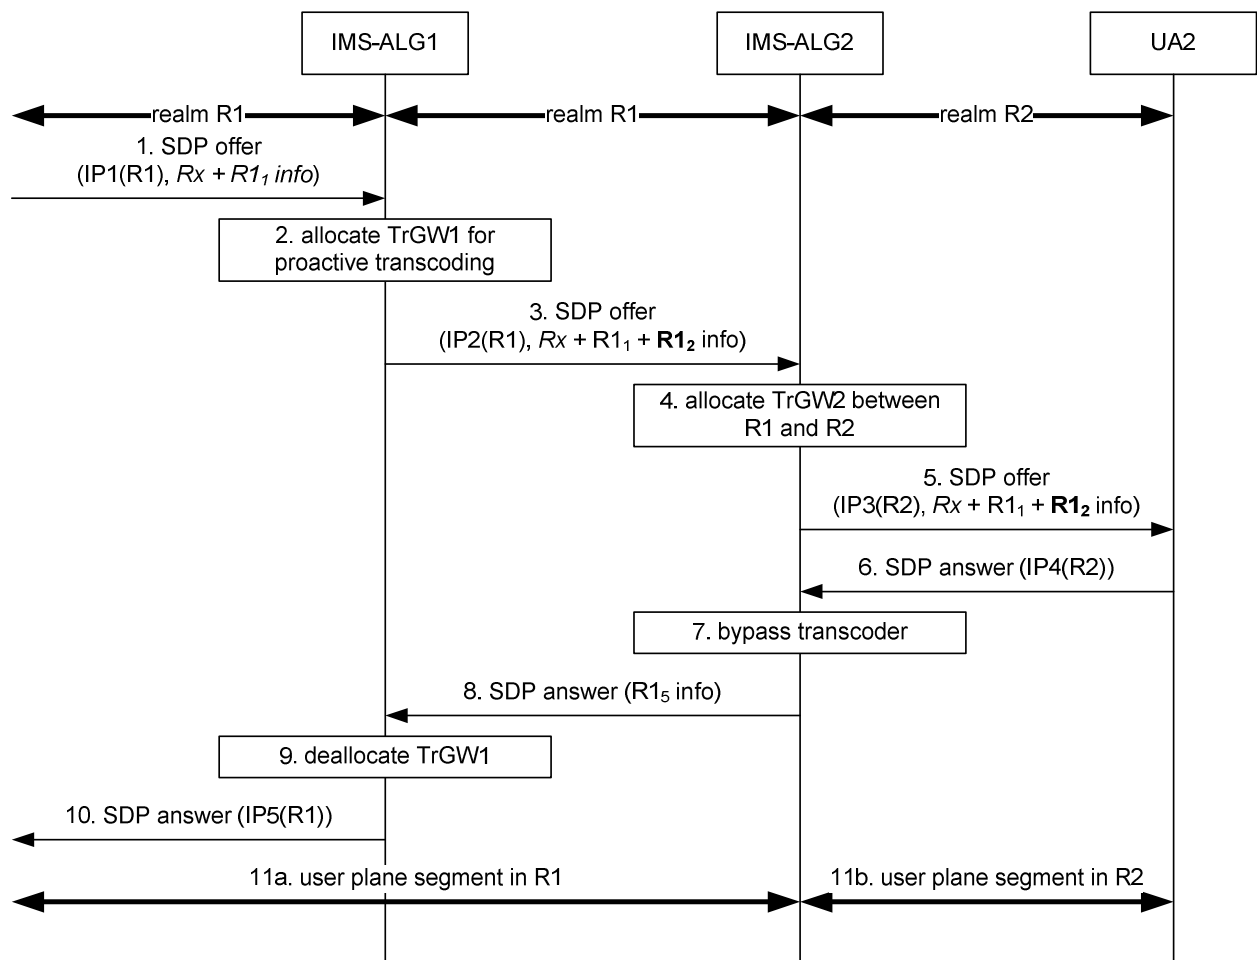 IMS-ALG1
IMS-ALG2
UA2
realm R1
realm R1
realm R2
1. SDP offer
(IP1(R1), Rx + R1₁ info)
2. allocate TrGW1 for
proactive transcoding
3. SDP offer
(IP2(R1), Rx + R1₁ + R1₂ info)
4. allocate TrGW2 between
R1 and R2
5. SDP offer
(IP3(R2), Rx + R1₁ + R1₂ info)
6. SDP answer (IP4(R2))
7. bypass transcoder
8. SDP answer (R1₅ info)
9. deallocate TrGW1
10. SDP answer (IP5(R1))
11a. user plane segment in R1
11b. user plane segment in R2